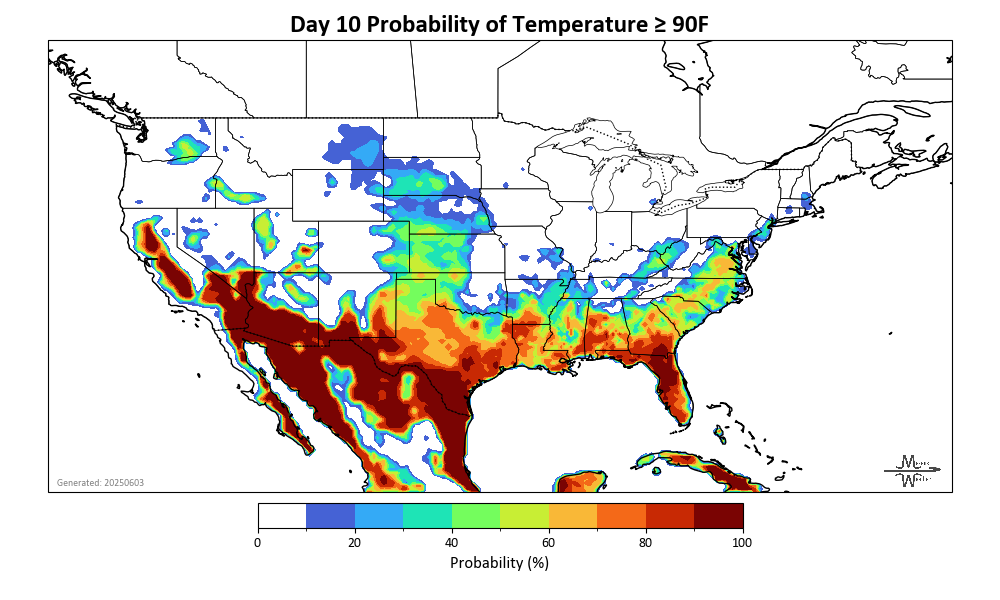 Day 10 Probability of Temperature ≥ 90F
Generated: 20250603
0 20 40 60 80 100
Probability (%)